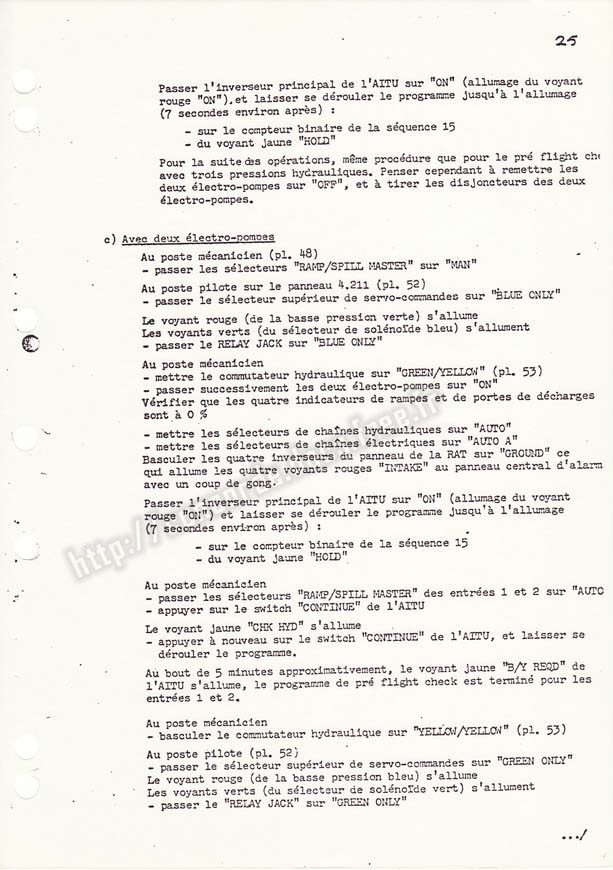 25
Passer l'inverseur principal de l'AITU sur "ON" (allumage du voyant
rouge "ON"), et laisser se dérouler le programme jusqu'à l'allumage
(7 secondes environ après) :
- sur le compteur binaire de la séquence 15
- du voyant jaune "HOLD"
Pour la suite des opérations, même procédure que pour le pré flight che
avec trois pressions hydrauliques. Penser cependant à remettre les
deux électro-pompes sur "OFF", et à tirer les disjoncteurs des deux
électro-pompes.
c) Avec deux électro-pompes
Au poste mécanicien (pl. 48)
- passer les sélecteurs "RAMP/SPILL MASTER" sur "MAN"
Au poste pilote sur le panneau 4.211 (pl. 52)
- passer le sélecteur supérieur de servo-commandes sur "BLUE ONLY"
Le voyant rouge (de la basse pression verte) s'allume
Les voyants verts (du sélecteur de solénoïde bleu) s'allument
- passer le RELAY JACK sur "BLUE ONLY"
Au poste mécanicien
- mettre le commutateur hydraulique sur "GREEN/YELLOW" (pl. 53)
- passer successivement les deux électro-pompes sur "ON"
Vérifier que les quatre indicateurs de rampes et de portes de décharges
sont à 0 %
- mettre les sélecteurs de chaînes hydrauliques sur "AUTO"
- mettre les sélecteurs de chaînes électriques sur "AUTO A"
Basculer les quatre inverseurs du panneau de la RAT sur "GROUND" ce
qui allume les quatre voyants rouges "INTAKE" au panneau central d'alarm
avec un coup de gong.
Passer l'inverseur principal de l'AITU sur "ON" (allumage du voyant
rouge "ON") et laisser se dérouler le programme jusqu'à l'allumage
(7 secondes environ après) :
- sur le compteur binaire de la séquence 15
- du voyant jaune "HOLD"
Au poste mécanicien
- passer les sélecteurs "RAMP/SPILL MASTER" des entrées 1 et 2 sur "AUTO
- appuyer sur le switch "CONTINUE" de l'AITU
Le voyant jaune "CHK HYD" s'allume
- appuyer à nouveau sur le switch "CONTINUE" de l'AITU, et laisser se
dérouler le programme.
Au bout de 5 minutes approximativement, le voyant jaune "B/Y REQD" de
l'AITU s'allume, le programme de pré flight check est terminé pour les
entrées 1 et 2.
Au poste mécanicien
- basculer le commutateur hydraulique sur "YELLOW/YELLOW" (pl. 53)
Au poste pilote (pl. 52)
- passer le sélecteur supérieur de servo-commandes sur "GREEN ONLY"
Le voyant rouge (de la basse pression bleu) s'allume
Les voyants verts (du sélecteur de solénoïde vert) s'allument
- passer le "RELAY JACK" sur "GREEN ONLY"
.../
http://